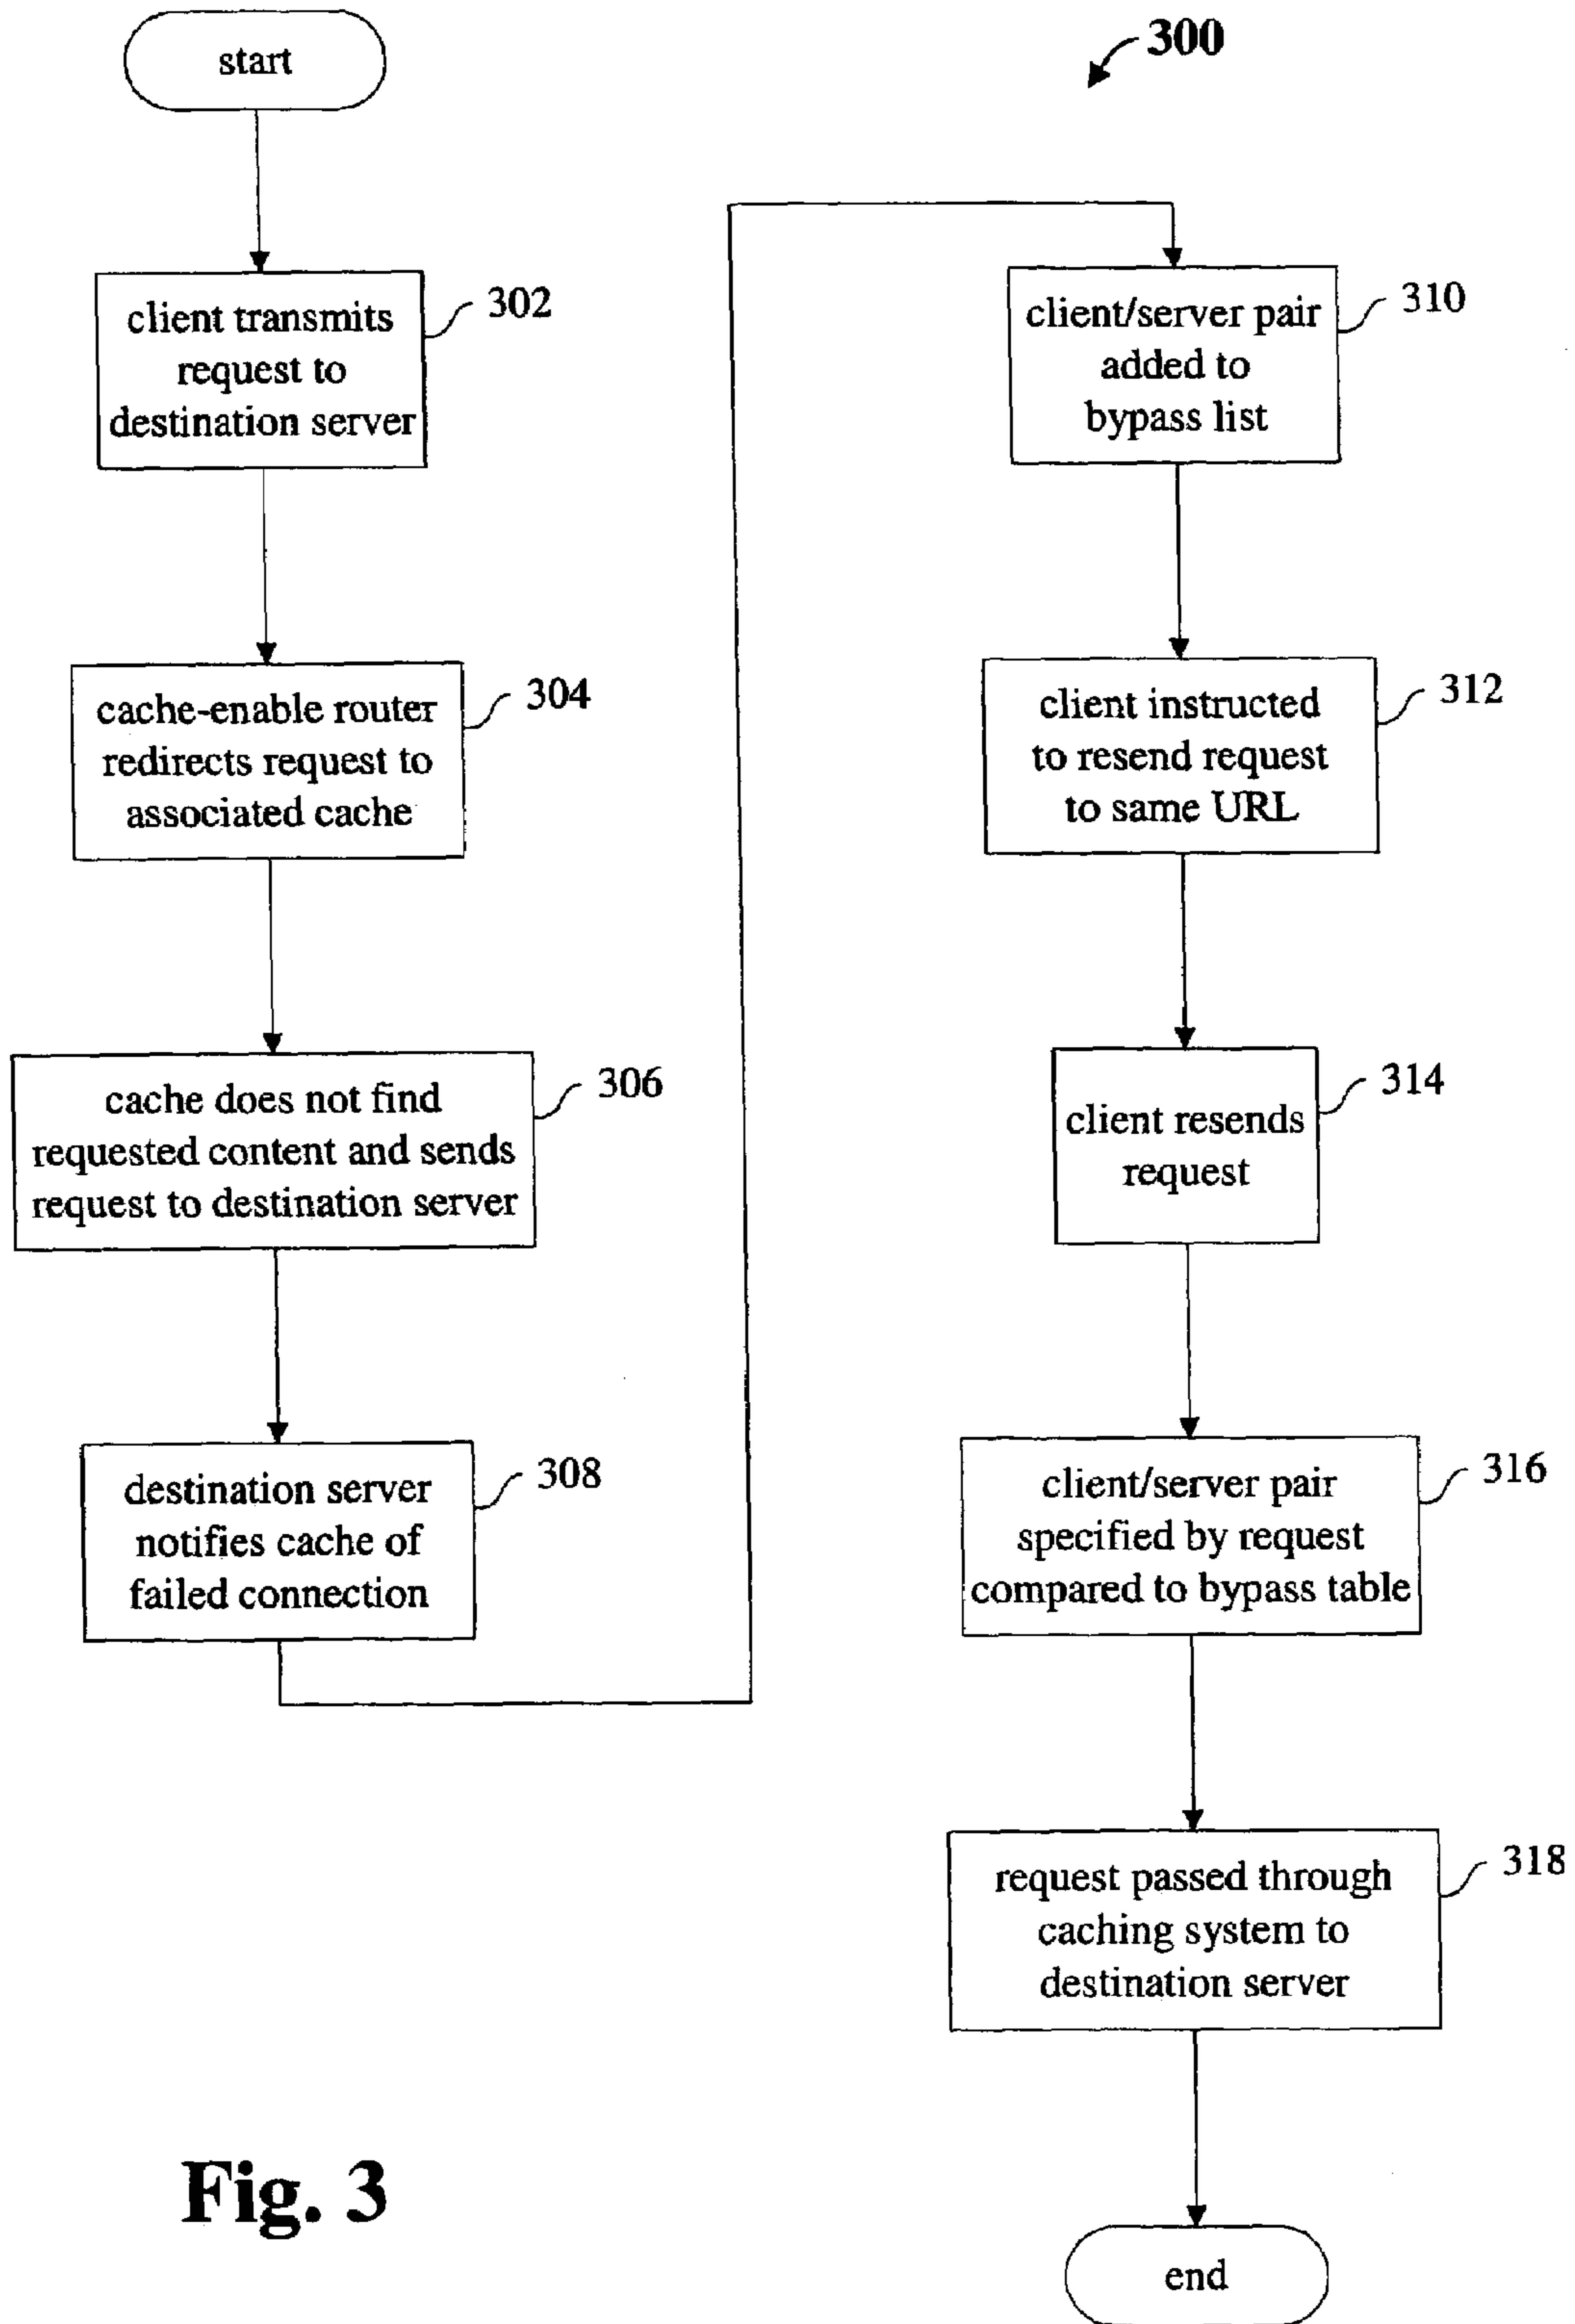 start
300
client transmits
request to
destination server
302
cache-enable router
redirects request to
associated cache
304
cache does not find
requested content and sends
request to destination server
306
destination server
notifies cache of
failed connection
308
client/server pair
added to
bypass list
310
client instructed
to resend request
to same URL
312
client resends
request
314
client/server pair
specified by request
compared to bypass table
316
request passed through
caching system to
destination server
318
end
Fig. 3